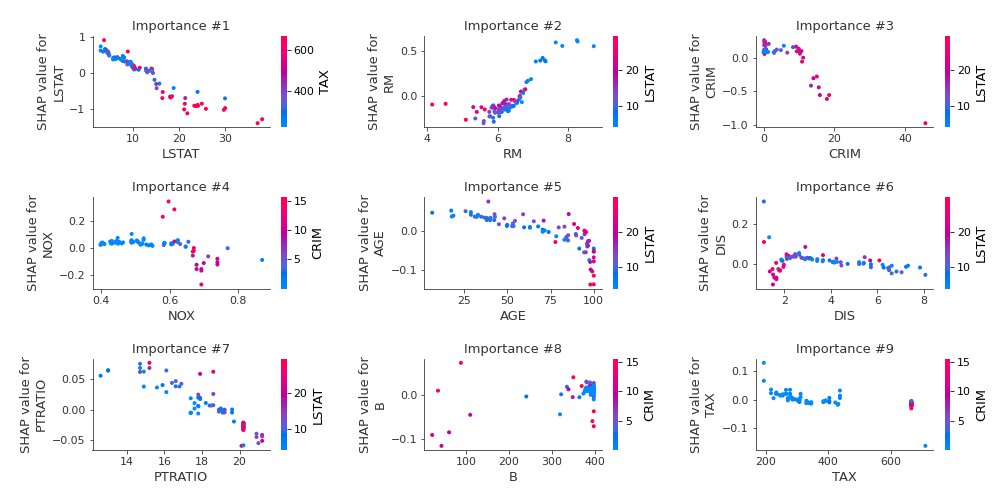 Importance #1
Importance #2
Importance #3
SHAP value for
LSTAT
1
0
−1
10
20
30
LSTAT
600
400
TAX
SHAP value for
RM
0.5
0.0
4
6
8
RM
20
10
LSTAT
SHAP value for
CRIM
0.0
−0.5
−1.0
0
20
40
CRIM
20
10
LSTAT
Importance #4
Importance #5
Importance #6
SHAP value for
NOX
0.2
0.0
−0.2
0.4
0.6
0.8
NOX
15
10
5
CRIM
SHAP value for
AGE
0.0
−0.1
25
50
75
100
AGE
20
10
LSTAT
SHAP value for
DIS
0.2
0.0
2
4
6
8
DIS
20
10
LSTAT
Importance #7
Importance #8
Importance #9
SHAP value for
PTRATIO
0.05
0.00
−0.05
14
16
18
20
PTRATIO
20
10
LSTAT
SHAP value for
B
0.0
−0.1
100
200
300
400
B
15
10
5
CRIM
SHAP value for
TAX
0.1
0.0
−0.1
200
400
600
TAX
15
10
5
CRIM